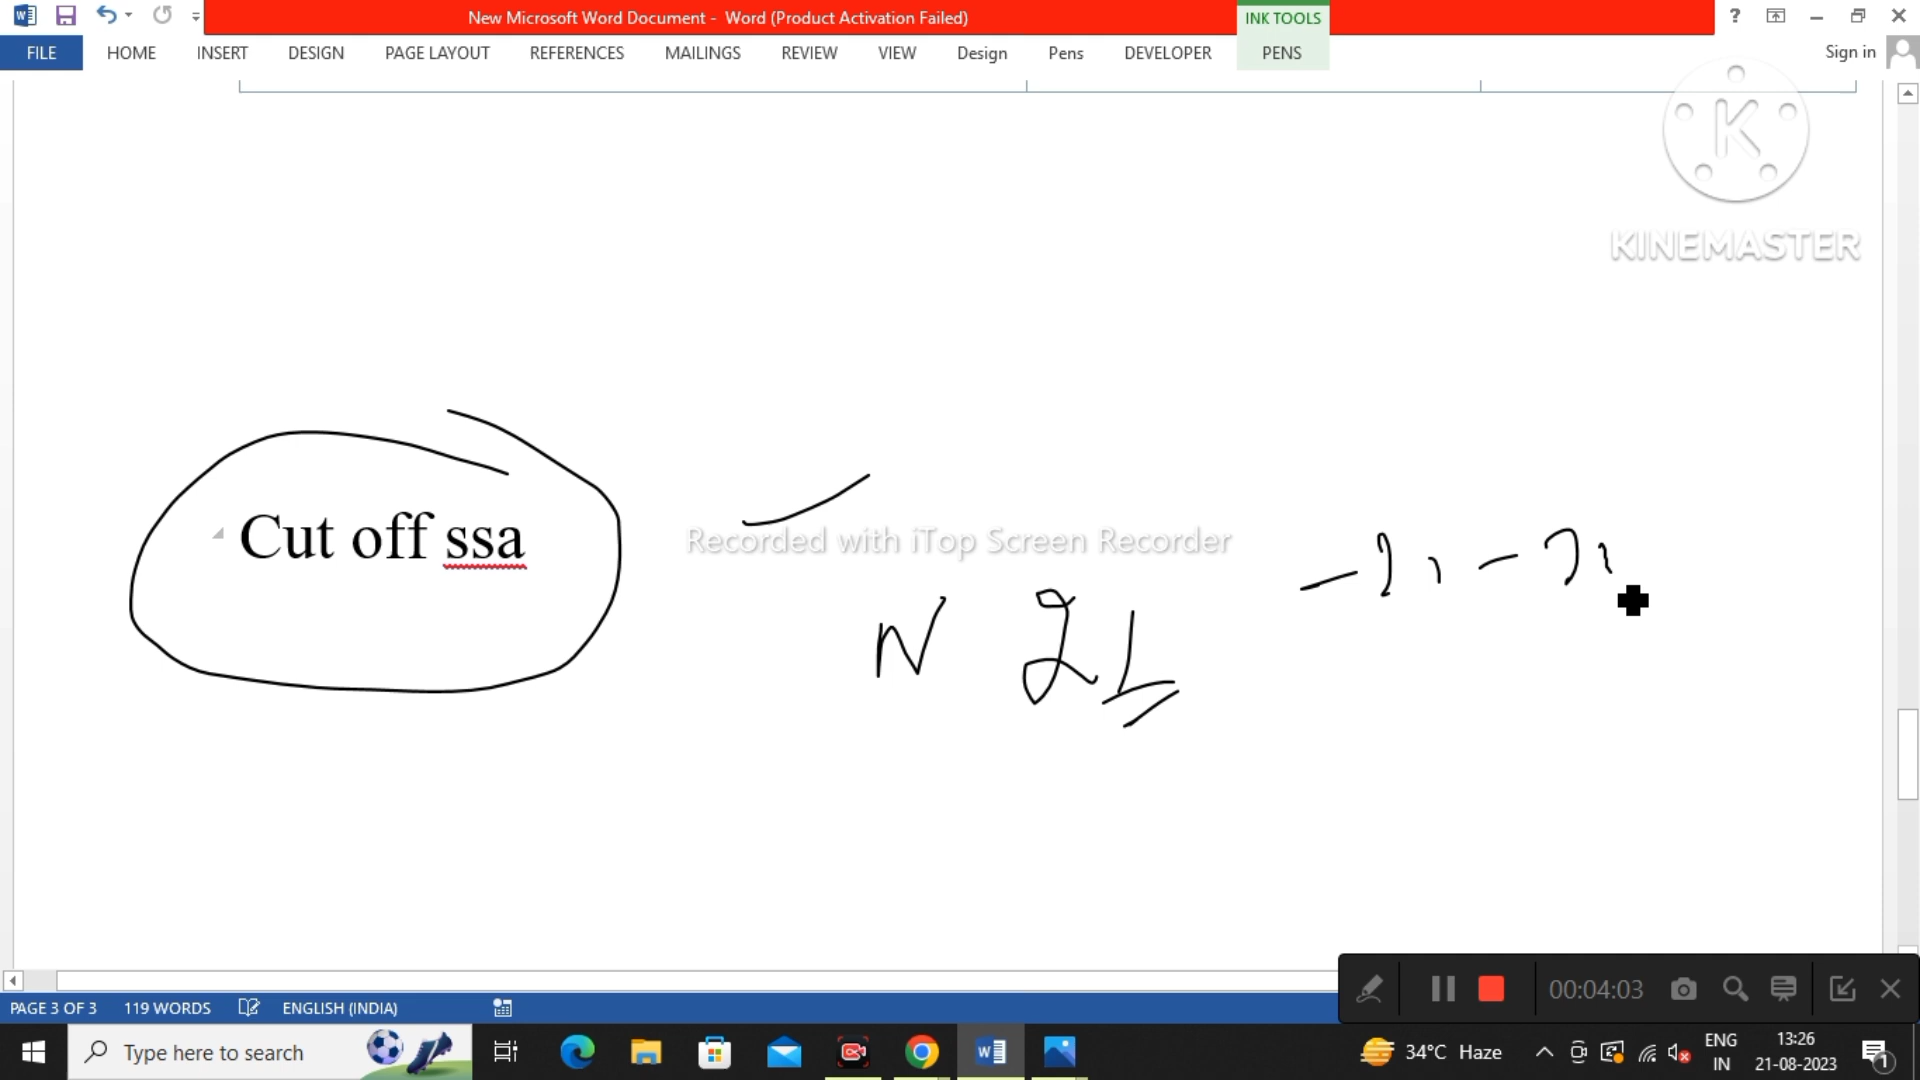 New Microsoft Word Document - Word (Product Activation Failed)
INK TOOLS
FILE HOME INSERT DESIGN PAGE LAYOUT REFERENCES MAILINGS REVIEW VIEW Design Pens DEVELOPER PENS Sign in
K
KINEMASTER
Cut off ssa
Recorded with iTop Screen Recorder
N
00:04:03
PAGE 3 OF 3 119 WORDS ENGLISH (INDIA)
Type here to search
34°C Haze
ENG
IN
13:26
21-08-2023
1